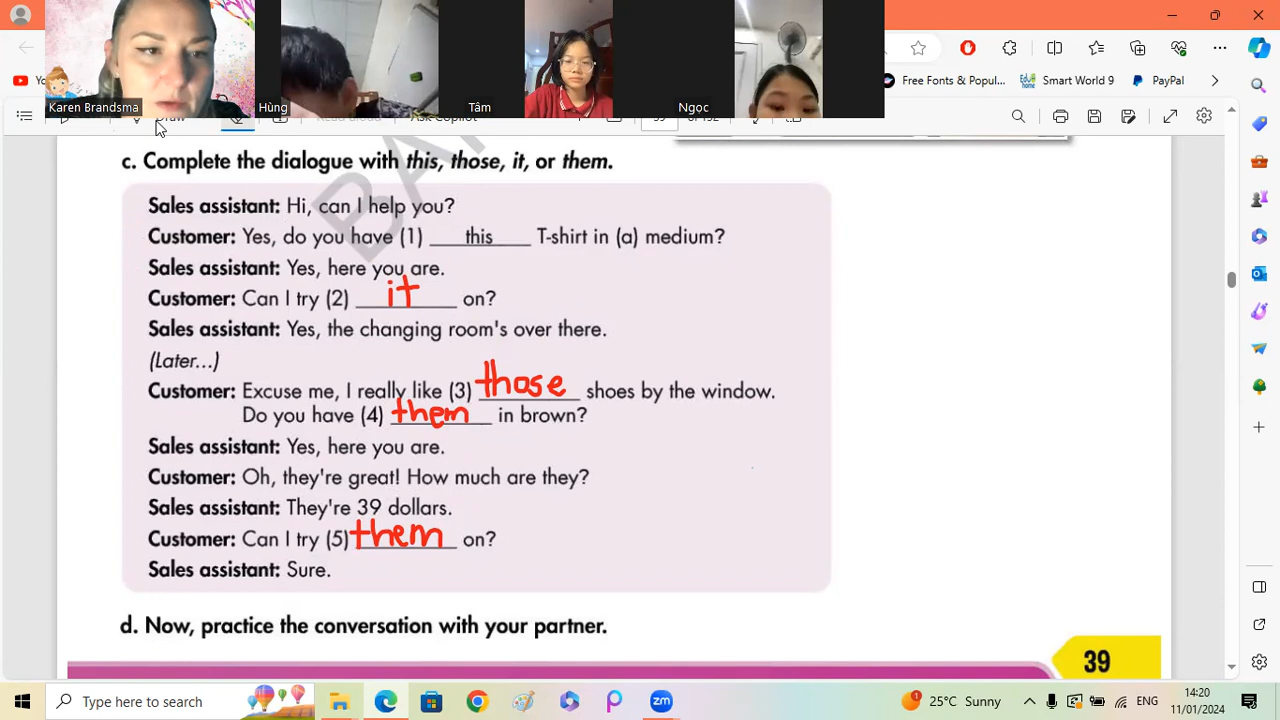 Karen Brandsma
Hùng
Tâm
Ngọc
Free Fonts & Popul...
Smart World 9
PayPal
c. Complete the dialogue with this, those, it, or them.
Sales assistant: Hi, can I help you?
Customer: Yes, do you have (1) this T-shirt in (a) medium?
Sales assistant: Yes, here you are.
Customer: Can I try (2) it on?
Sales assistant: Yes, the changing room's over there.
(Later...)
Customer: Excuse me, I really like (3) those shoes by the window.
Do you have (4) them in brown?
Sales assistant: Yes, here you are.
Customer: Oh, they're great! How much are they?
Sales assistant: They're 39 dollars.
Customer: Can I try (5) them on?
Sales assistant: Sure.
d. Now, practice the conversation with your partner.
39
Type here to search
zm
1
25°C Sunny
ENG
14:20
11/01/2024